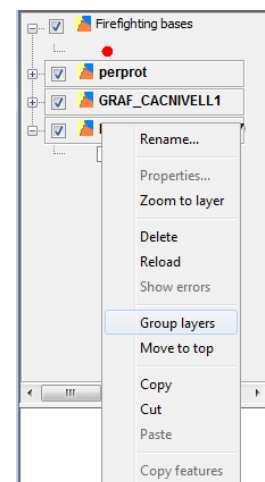 Firefighting bases
perprot
GRAF_CACNIVELL1
Rename...
Properties...
Zoom to layer
Delete
Reload
Show errors
Group layers
Move to top
Copy
Cut
Paste
Copy features